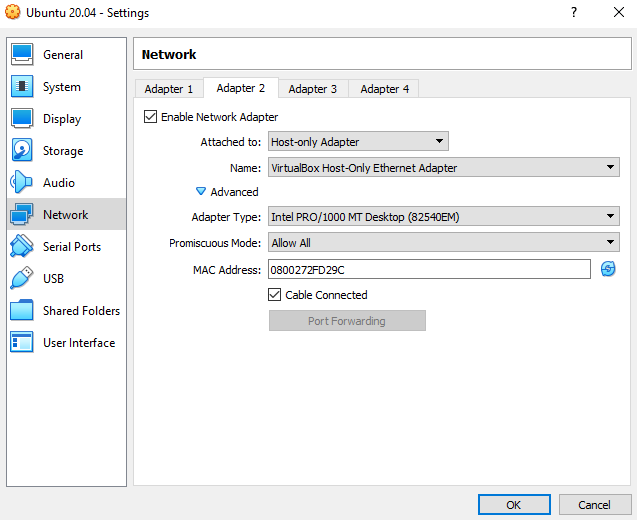 Ubuntu 20.04 - Settings
?
General
System
Display
Storage
Audio
Network
Serial Ports
USB
Shared Folders
User Interface
Network
Adapter 1 Adapter 2 Adapter 3 Adapter 4
Enable Network Adapter
Attached to: Host-only Adapter
Name: VirtualBox Host-Only Ethernet Adapter
Advanced
Adapter Type: Intel PRO/1000 MT Desktop (82540EM)
Promiscuous Mode: Allow All
MAC Address: 0800272FD29C
Cable Connected
Port Forwarding
OK Cancel